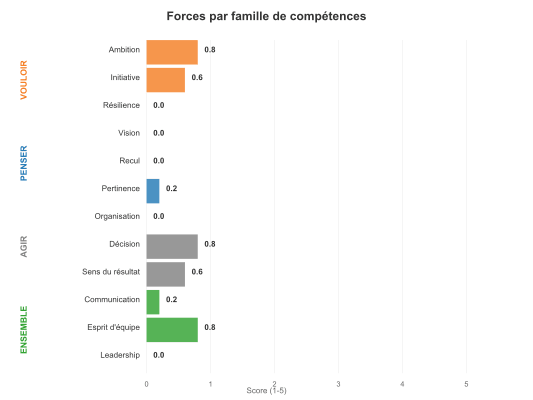 Forces par famille de compétences
VOULOIR
Ambition 0.8
Initiative 0.6
Résilience 0.0
PENSER
Vision 0.0
Recul 0.0
Pertinence 0.2
AGIR
Organisation 0.0
Décision 0.8
Sens du résultat 0.6
ENSEMBLE
Communication 0.2
Esprit d'équipe 0.8
Leadership 0.0
0 1 2 3 4 5
Score (1-5)